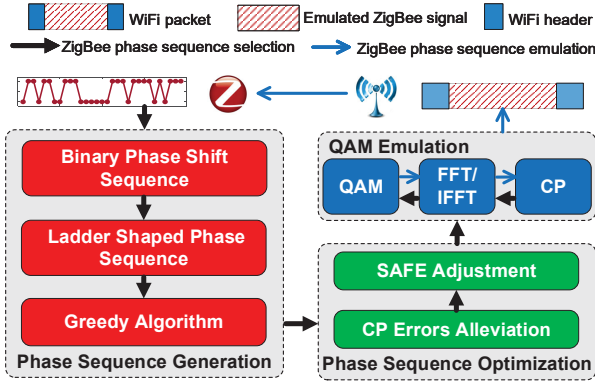 WiFi packet
Emulated ZigBee signal
WiFi header
ZigBee phase sequence selection
ZigBee phase sequence emulation
Z
Binary Phase Shift
Sequence
Ladder Shaped Phase
Sequence
Greedy Algorithm
Phase Sequence Generation
QAM Emulation
QAM
FFT/
IFFT
CP
SAFE Adjustment
CP Errors Alleviation
Phase Sequence Optimization